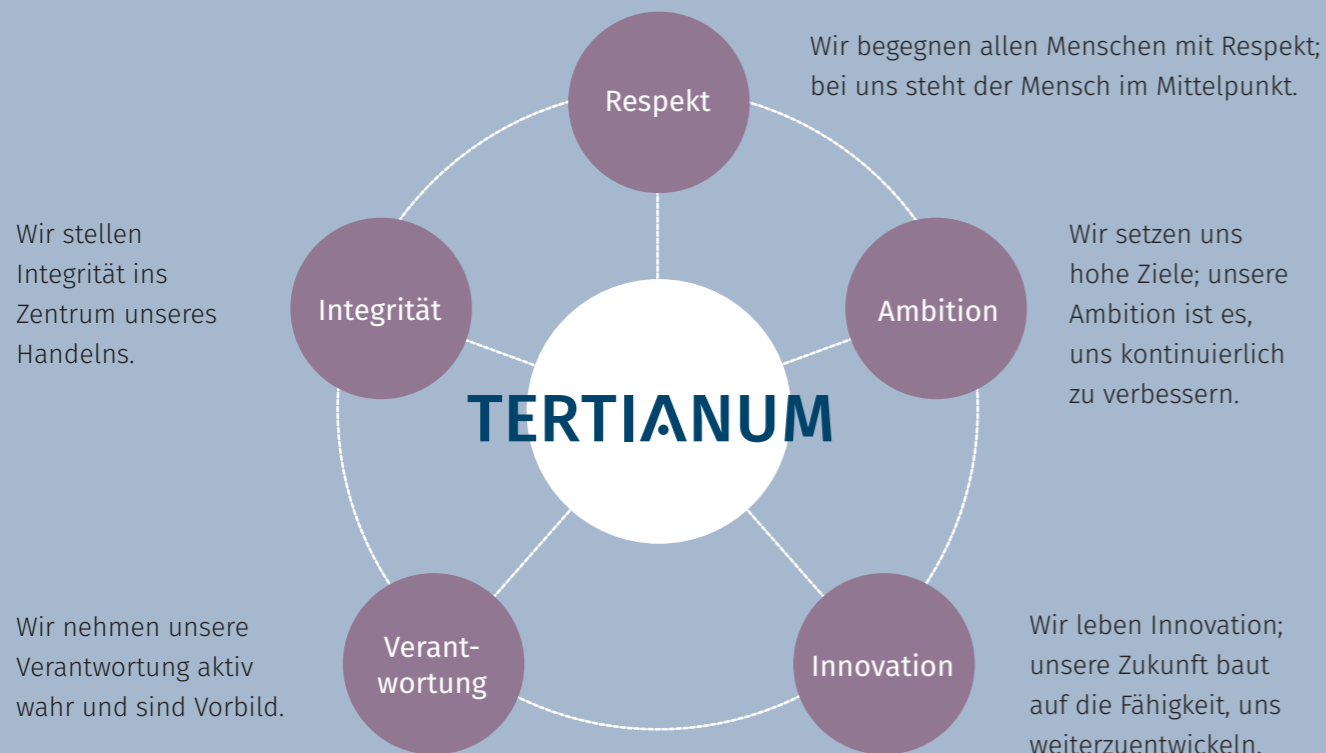 Respekt
Wir begegnen allen Menschen mit Respekt;
bei uns steht der Mensch im Mittelpunkt.
Wir stellen
Integrität ins
Zentrum unseres
Handelns.
Integrität
Ambition
Wir setzen uns
hohe Ziele; unsere
Ambition ist es,
uns kontinuierlich
zu verbessern.
TERTIANUM
Wir nehmen unsere
Verantwortung aktiv
wahr und sind Vorbild.
Verant-
wortung
Innovation
Wir leben Innovation;
unsere Zukunft baut
auf die Fähigkeit, uns
weiterzuentwickeln.